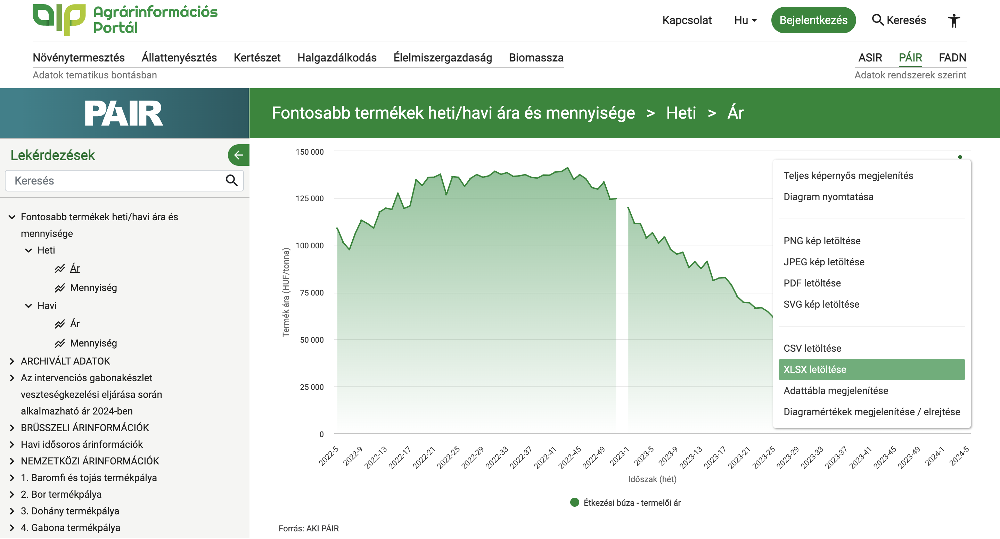 Agrárinformációs
Portál
Kapcsolat
Hu
Bejelentkezés
Keresés
Növénytermesztés
Állattenyésztés
Kertészet
Halgazdálkodás
Élelmiszergazdaság
Biomassza
Adatok tematikus bontásban
ASIR
PÁIR
FADN
Adatok rendszerek szerint
PAIR
Fontosabb termékek heti/havi ára és mennyisége > Heti > Ár
Lekérdezések
Keresés
Fontosabb termékek heti/havi ára és
mennyisége
Heti
Ár
Mennyiség
Havi
Ár
Mennyiség
ARCHIVÁLT ADATOK
Az intervenciós gabonakészlet
veszteségkezelési eljárása során
alkalmazható ár 2024-ben
BRÜSSZELI ÁRINFORMÁCIÓK
Havi idősoros árinformációk
NEMZETKÖZI ÁRINFORMÁCIÓK
1. Baromfi és tojás termékpálya
2. Bor termékpálya
3. Dohány termékpálya
4. Gabona termékpálya
Termék ára (HUF/tonna)
150 000
125 000
100 000
75 000
50 000
25 000
0
2022-5
2022-9
2022-13
2022-17
2022-21
2022-25
2022-29
2022-33
2022-37
2022-41
2022-45
2022-49
2023-1
2023-5
2023-9
2023-13
2023-17
2023-21
2023-25
2023-29
2023-33
2023-37
2023-41
2023-45
2023-49
2024-1
2024-5
Időszak (hét)
Étkezési búza - termelői ár
Forrás: AKI PÁIR
Teljes képernyős megjelenítés
Diagram nyomtatása
PNG kép letöltése
JPEG kép letöltése
PDF letöltése
SVG kép letöltése
CSV letöltése
XLSX letöltése
Adattábla megjelenítése
Diagramértékek megjelenítése / elrejtése